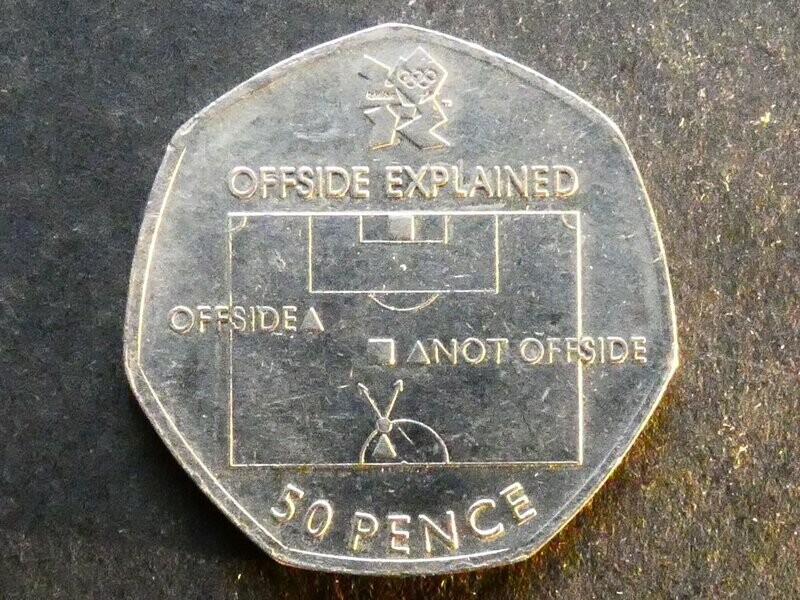 OFFSIDE EXPLAINED
OFFSIDE
NOT OFFSIDE
50 PENCE